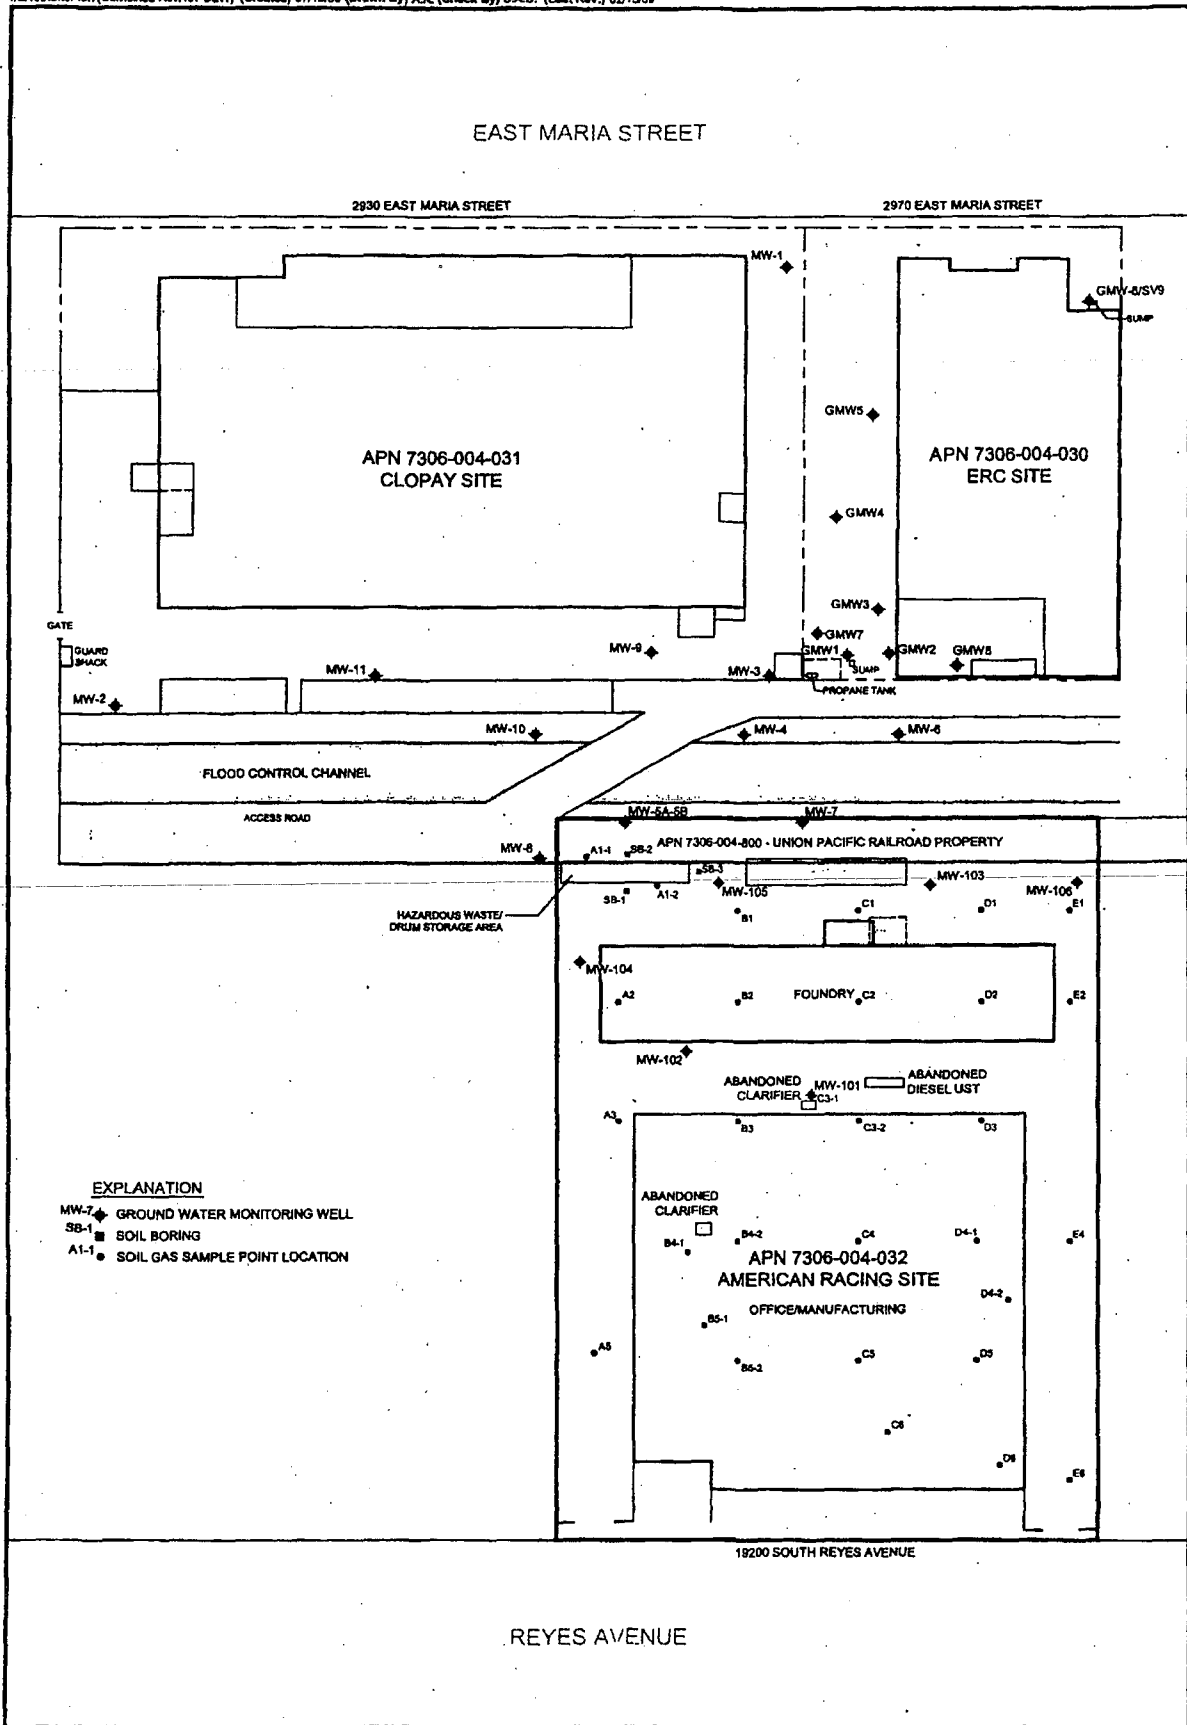 EAST MARIA STREET
2930 EAST MARIA STREET
2970 EAST MARIA STREET
MW-1
GMW-8/SV9
SUMP
GMW5
APN 7306-004-031
CLOPAY SITE
APN 7306-004-030
ERC SITE
GMW4
GMW3
GATE
GMW7
GUARD
SHACK
MW-9
GMW1
GMW2
GMW8
SUMP
MW-11
MW-3
PROPANE TANK
MW-2
MW-10
MW-4
MW-6
FLOOD CONTROL CHANNEL
ACCESS ROAD
MW-5A-5B
MW-7
APN 7306-004-800 - UNION PACIFIC RAILROAD PROPERTY
MW-8
A1-1
SB-2
SB-3
MW-105
MW-103
MW-106
SB-1
A1-2
HAZARDOUS WASTE/
DRUM STORAGE AREA
B1
C1
D1
E1
MW-104
A2
B2
FOUNDRY
C2
D2
E2
MW-102
ABANDONED
CLARIFIER
MW-101
C3-1
ABANDONED
DIESEL UST
A3
B3
C3-2
D3
EXPLANATION
MW-7 GROUND WATER MONITORING WELL
SB-1 SOIL BORING
A1-1 SOIL GAS SAMPLE POINT LOCATION
ABANDONED
CLARIFIER
B4-1
B4-2
C4
D4-1
E4
APN 7306-004-032
AMERICAN RACING SITE
OFFICE/MANUFACTURING
D4-2
B5-1
A5
B5-2
C5
D5
C6
D6
E6
19200 SOUTH REYES AVENUE
REYES AVENUE